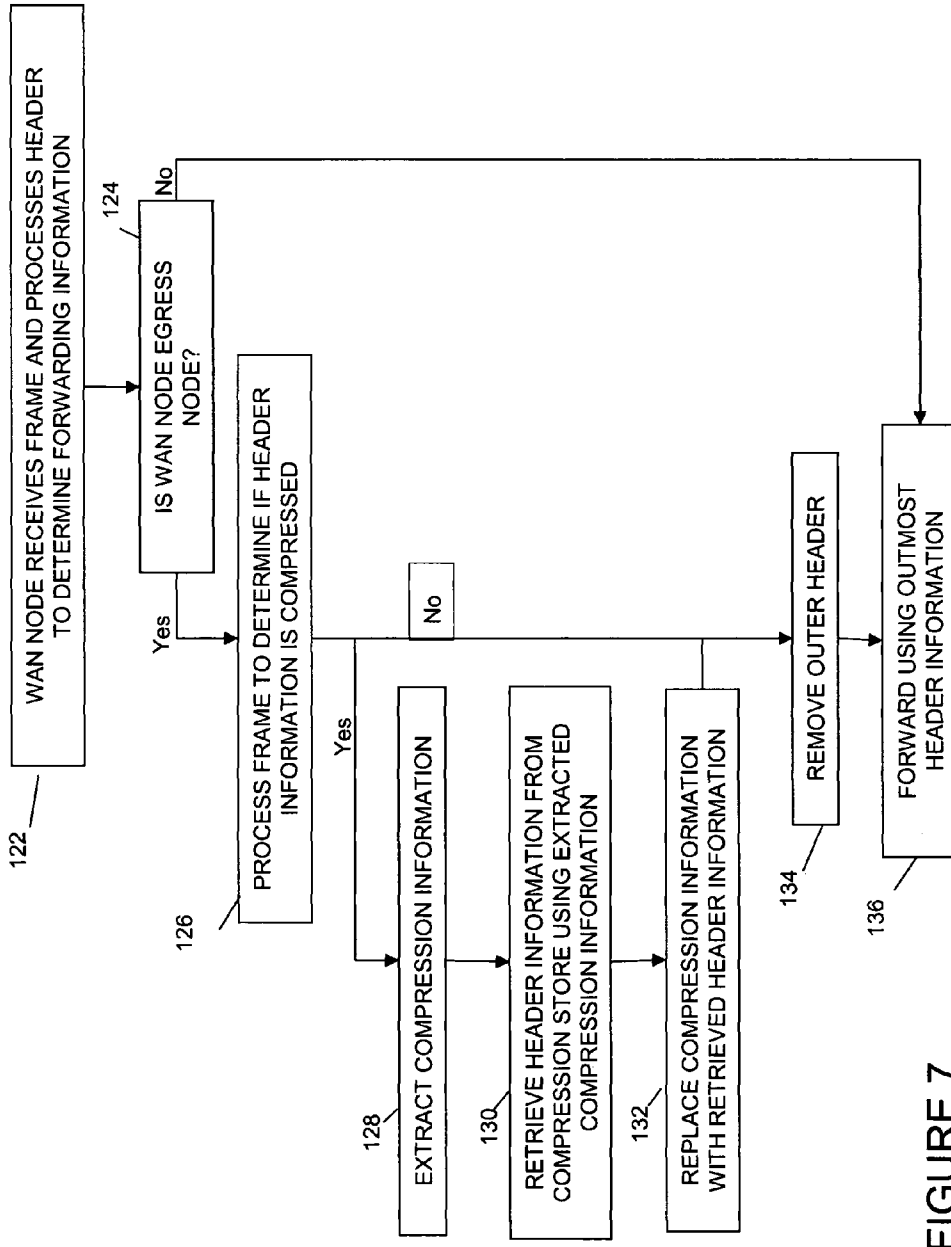 122
WAN NODE RECEIVES FRAME AND PROCESSES HEADER
TO DETERMINE FORWARDING INFORMATION
124
IS WAN NODE EGRESS
NODE?
Yes
No
126
PROCESS FRAME TO DETERMINE IF HEADER
INFORMATION IS COMPRESSED
Yes
No
128
EXTRACT COMPRESSION INFORMATION
130
RETRIEVE HEADER INFORMATION FROM
COMPRESSION STORE USING EXTRACTED
COMPRESSION INFORMATION
132
REPLACE COMPRESSION INFORMATION
WITH RETRIEVED HEADER INFORMATION
134
REMOVE OUTER HEADER
136
FORWARD USING OUTMOST
HEADER INFORMATION
FIGURE 7